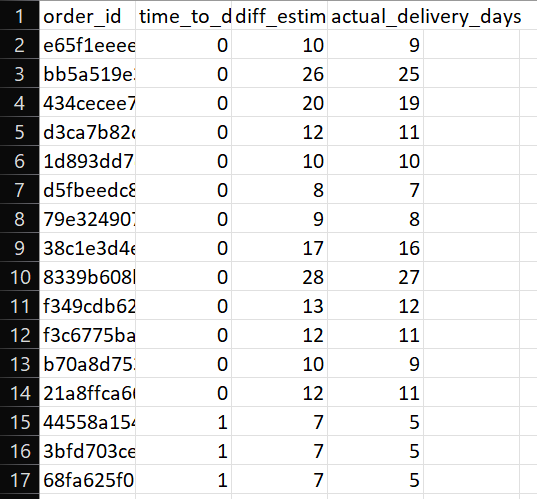 1 order_id time_to_d diff_estim actual_delivery_days
2 e65f1eeee 0 10 9
3 bb5a519e 0 26 25
4 434cecee7 0 20 19
5 d3ca7b82 0 12 11
6 1d893dd7 0 10 10
7 d5fbeedc8 0 8 7
8 79e324907 0 9 8
9 38c1e3d4e 0 17 16
10 8339b608 0 28 27
11 f349cdb62 0 13 12
12 f3c6775ba 0 12 11
13 b70a8d75 0 10 9
14 21a8ffca6 0 12 11
15 44558a154 1 7 5
16 3bfd703ce 1 7 5
17 68fa625f0 1 7 5